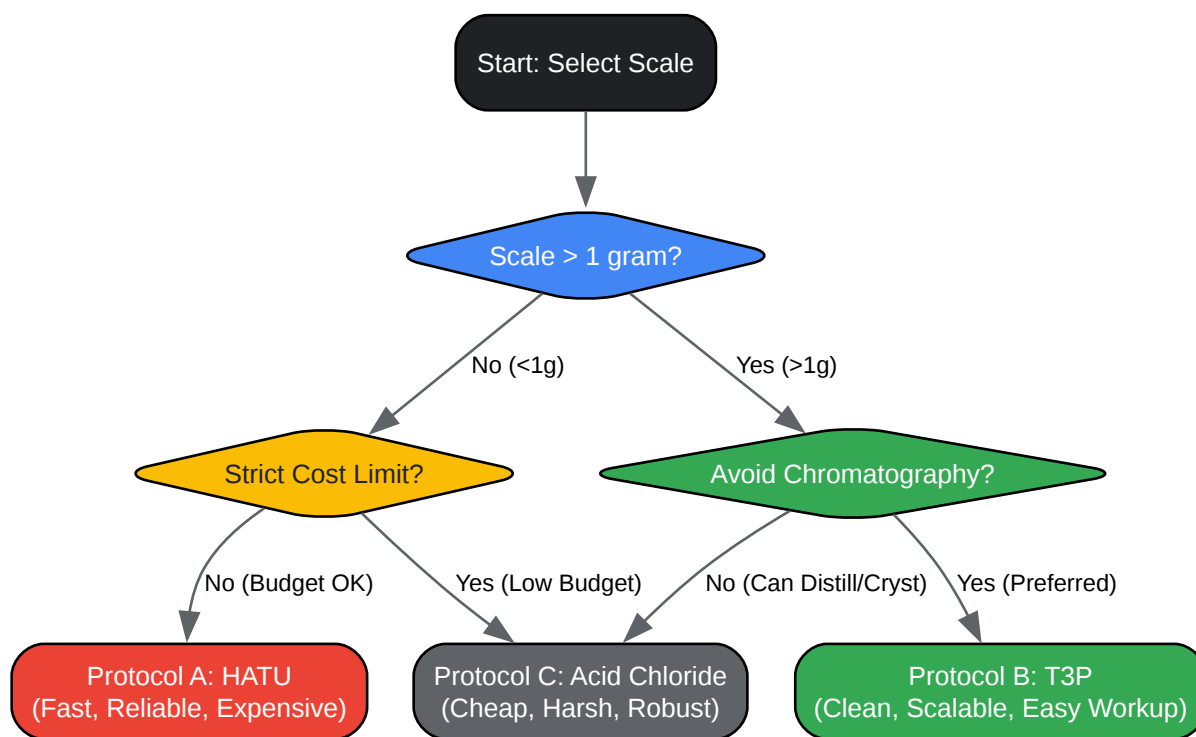 Start: Select Scale
Scale > 1 gram?
No (<1g)
Yes (>1g)
Strict Cost Limit?
Avoid Chromatography?
No (Budget OK)
Yes (Low Budget)
No (Can Distill/Cryst)
Yes (Preferred)
Protocol A: HATU
(Fast, Reliable, Expensive)
Protocol C: Acid Chloride
(Cheap, Harsh, Robust)
Protocol B: T3P
(Clean, Scalable, Easy Workup)